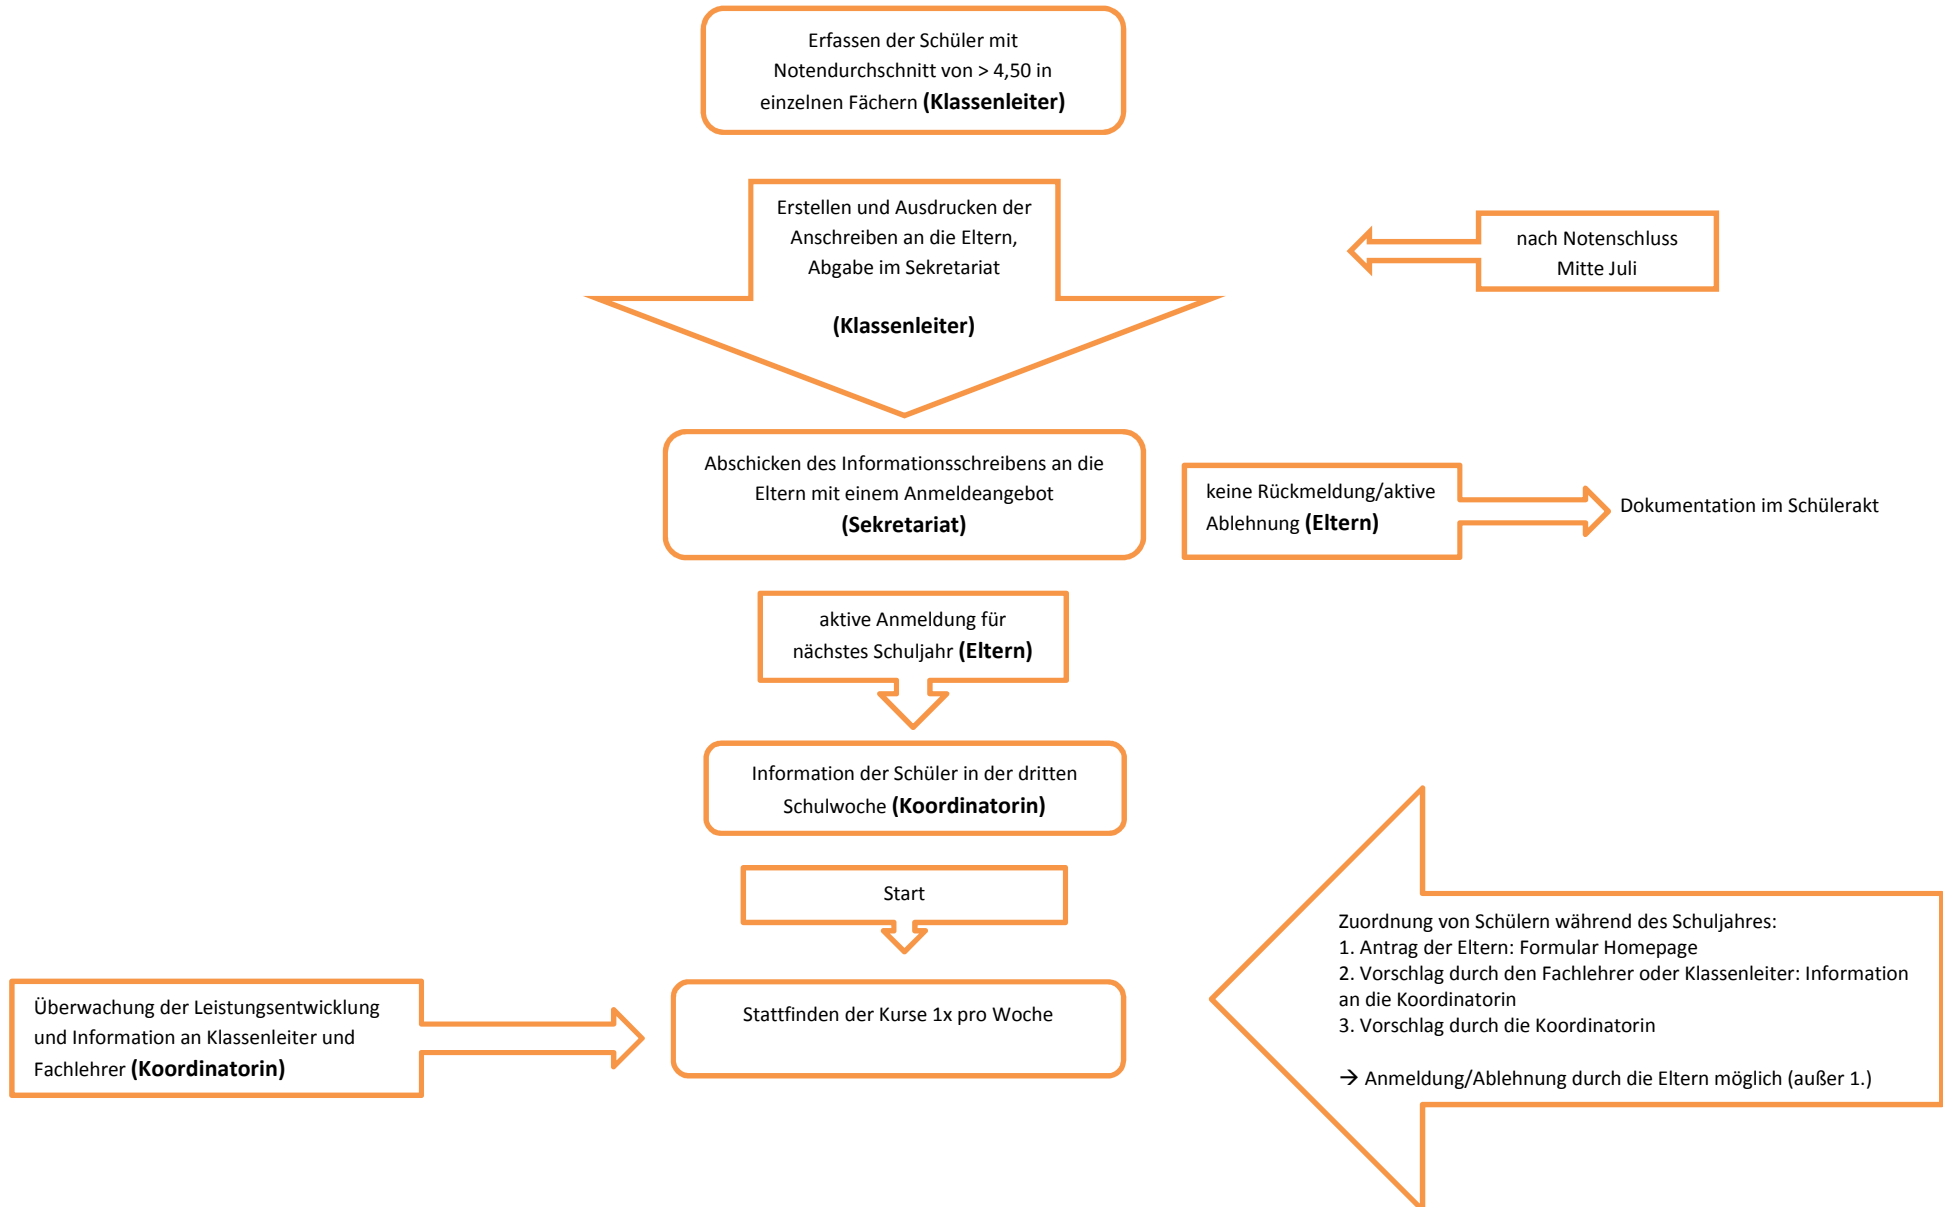 Erfassen der Schüler mit
Notendurchschnitt von > 4,50 in
einzelnen Fächern (Klassenleiter)
Erstellen und Ausdrucken der
Anschreiben an die Eltern,
Abgabe im Sekretariat
(Klassenleiter)
nach Notenschluss
Mitte Juli
Abschicken des Informationsschreibens an die
Eltern mit einem Anmeldeangebot
(Sekretariat)
keine Rückmeldung/aktive
Ablehnung (Eltern)
Dokumentation im Schülerakt
aktive Anmeldung für
nächstes Schuljahr (Eltern)
Information der Schüler in der dritten
Schulwoche (Koordinatorin)
Start
Zuordnung von Schülern während des Schuljahres:
1. Antrag der Eltern: Formular Homepage
2. Vorschlag durch den Fachlehrer oder Klassenleiter: Information
an die Koordinatorin
3. Vorschlag durch die Koordinatorin
→ Anmeldung/Ablehnung durch die Eltern möglich (außer 1.)
Überwachung der Leistungsentwicklung
und Information an Klassenleiter und
Fachlehrer (Koordinatorin)
Stattfinden der Kurse 1x pro Woche